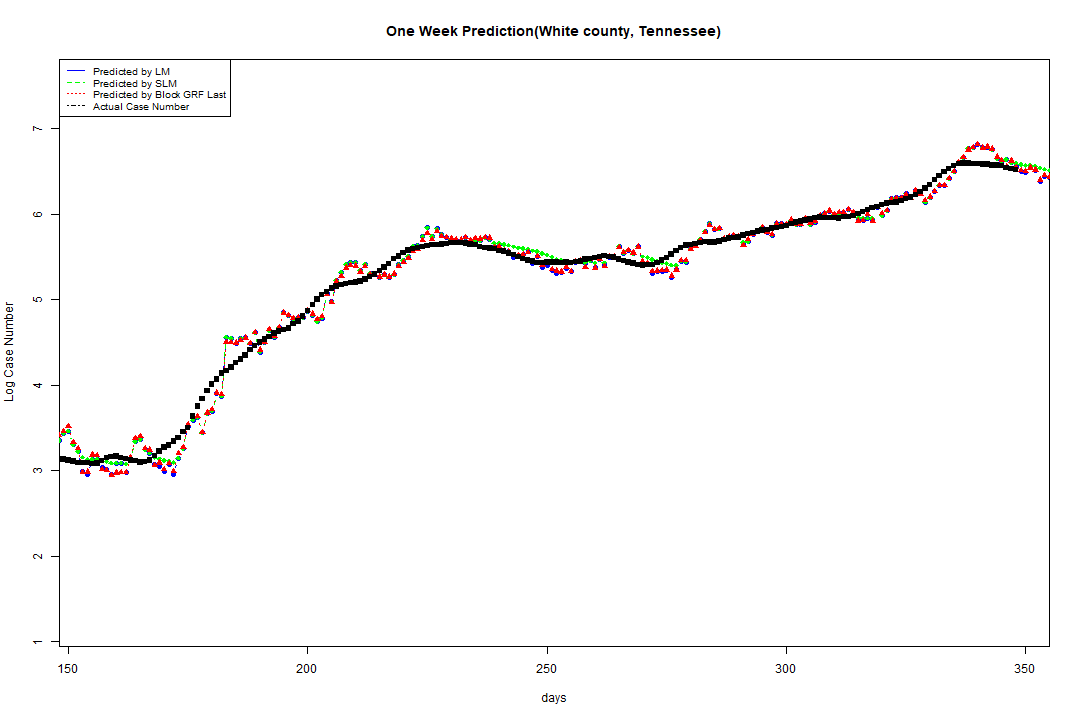 One Week Prediction(White county, Tennessee)
Predicted by LM
Predicted by SLM
Predicted by Block GRF Last
Actual Case Number
7
6
5
4
3
2
1
Log Case Number
150 200 250 300 350
days